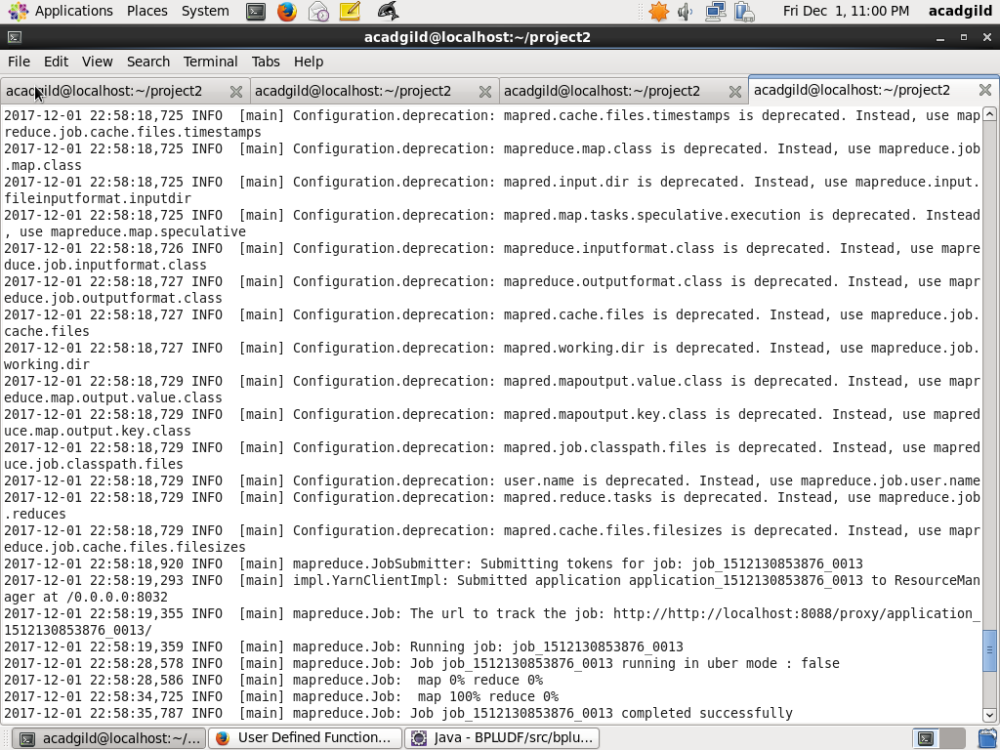 Applications Places System Fri Dec 1, 11:00 PM acadgild
acadgild@localhost:~/project2
File Edit View Search Terminal Tabs Help
acadgild@localhost:~/project2 acadgild@localhost:~/project2 acadgild@localhost:~/project2 acadgild@localhost:~/project2
2017-12-01 22:58:18,725 INFO  [main] Configuration.deprecation: mapred.cache.files.timestamps is deprecated. Instead, use map
reduce.job.cache.files.timestamps
2017-12-01 22:58:18,725 INFO  [main] Configuration.deprecation: mapreduce.map.class is deprecated. Instead, use mapreduce.job
.map.class
2017-12-01 22:58:18,725 INFO  [main] Configuration.deprecation: mapred.input.dir is deprecated. Instead, use mapreduce.input.
fileinputformat.inputdir
2017-12-01 22:58:18,725 INFO  [main] Configuration.deprecation: mapred.map.tasks.speculative.execution is deprecated. Instead
, use mapreduce.map.speculative
2017-12-01 22:58:18,726 INFO  [main] Configuration.deprecation: mapreduce.inputformat.class is deprecated. Instead, use mapre
duce.job.inputformat.class
2017-12-01 22:58:18,727 INFO  [main] Configuration.deprecation: mapreduce.outputformat.class is deprecated. Instead, use mapr
educe.job.outputformat.class
2017-12-01 22:58:18,727 INFO  [main] Configuration.deprecation: mapred.cache.files is deprecated. Instead, use mapreduce.job.
cache.files
2017-12-01 22:58:18,727 INFO  [main] Configuration.deprecation: mapred.working.dir is deprecated. Instead, use mapreduce.job.
working.dir
2017-12-01 22:58:18,729 INFO  [main] Configuration.deprecation: mapred.mapoutput.value.class is deprecated. Instead, use mapr
educe.map.output.value.class
2017-12-01 22:58:18,729 INFO  [main] Configuration.deprecation: mapred.mapoutput.key.class is deprecated. Instead, use mapred
uce.map.output.key.class
2017-12-01 22:58:18,729 INFO  [main] Configuration.deprecation: mapred.job.classpath.files is deprecated. Instead, use mapred
uce.job.classpath.files
2017-12-01 22:58:18,729 INFO  [main] Configuration.deprecation: user.name is deprecated. Instead, use mapreduce.job.user.name
2017-12-01 22:58:18,729 INFO  [main] Configuration.deprecation: mapred.reduce.tasks is deprecated. Instead, use mapreduce.job
.reduces
2017-12-01 22:58:18,729 INFO  [main] Configuration.deprecation: mapred.cache.files.filesizes is deprecated. Instead, use mapr
educe.job.cache.files.filesizes
2017-12-01 22:58:18,920 INFO  [main] mapreduce.JobSubmitter: Submitting tokens for job: job_1512130853876_0013
2017-12-01 22:58:19,293 INFO  [main] impl.YarnClientImpl: Submitted application application_1512130853876_0013 to ResourceMan
ager at /0.0.0.0:8032
2017-12-01 22:58:19,355 INFO  [main] mapreduce.Job: The url to track the job: http://http://localhost:8088/proxy/application_
1512130853876_0013/
2017-12-01 22:58:19,359 INFO  [main] mapreduce.Job: Running job: job_1512130853876_0013
2017-12-01 22:58:28,578 INFO  [main] mapreduce.Job: Job job_1512130853876_0013 running in uber mode : false
2017-12-01 22:58:28,586 INFO  [main] mapreduce.Job:  map 0% reduce 0%
2017-12-01 22:58:34,725 INFO  [main] mapreduce.Job:  map 100% reduce 0%
2017-12-01 22:58:35,787 INFO  [main] mapreduce.Job: Job job_1512130853876_0013 completed successfully
acadgild@localhost:~/... User Defined Function... Java - BPLUDF/src/bplu...